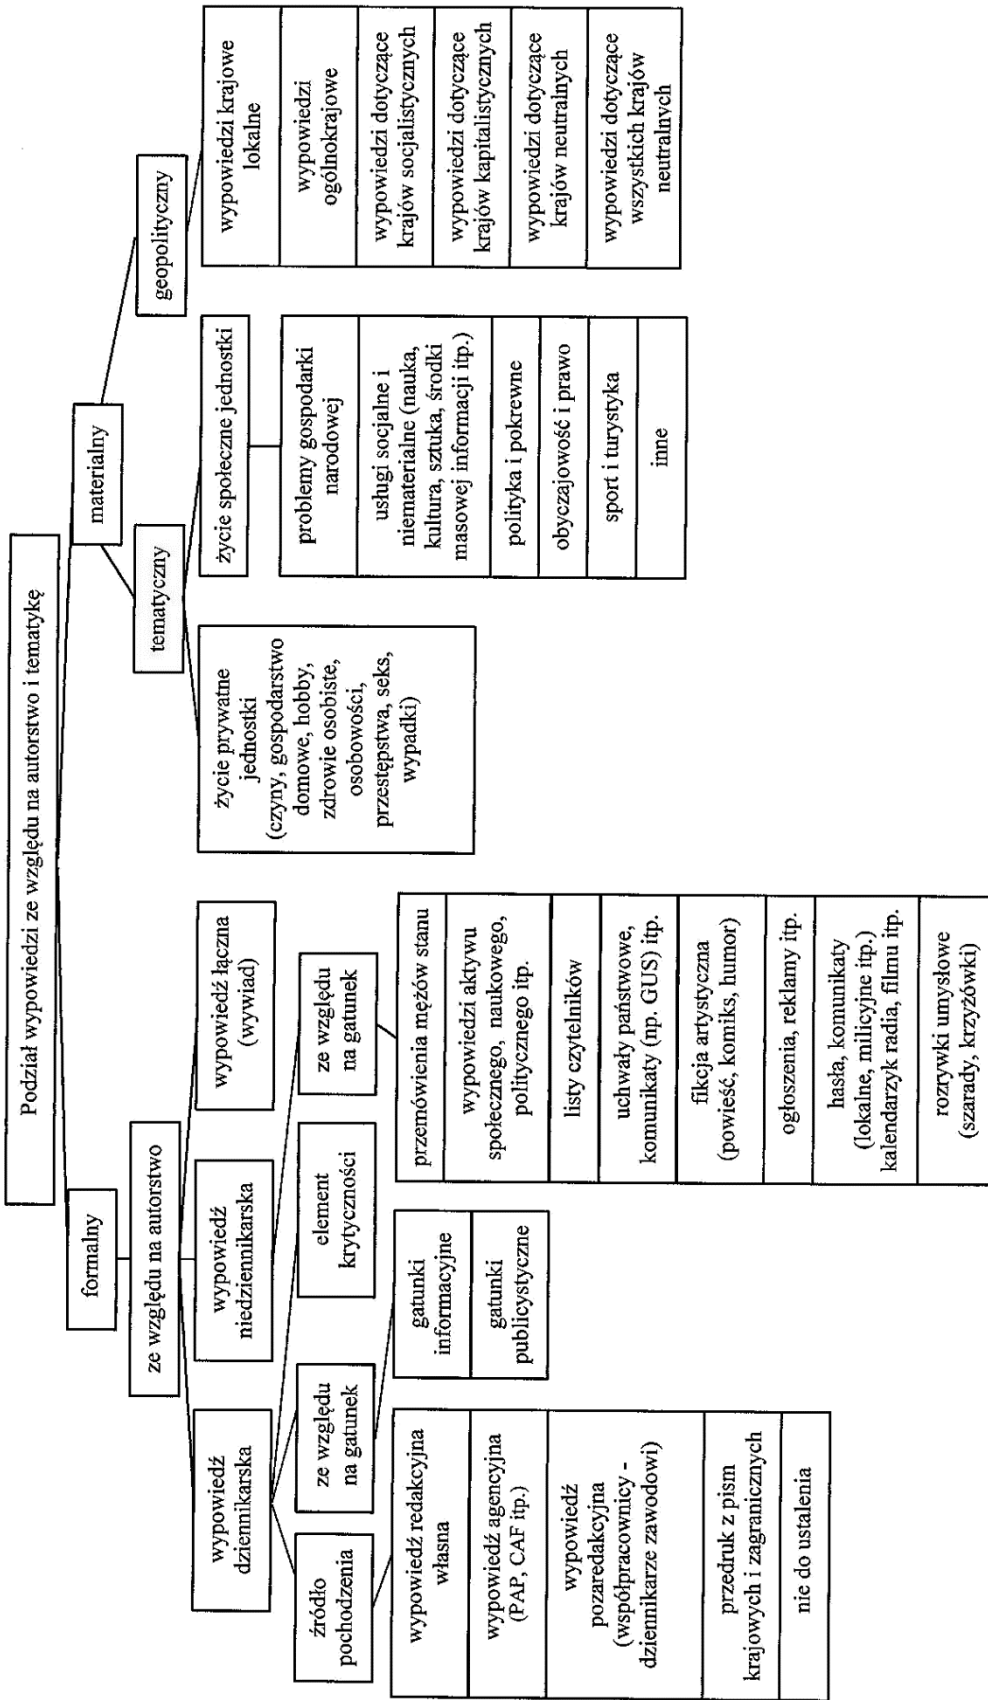 Podział wypowiedzi ze względu na autorstwo i tematykę
formalny
materialny
ze względu na autorstwo
tematyczny
geopolityczny
wypowiedź
dziennikarska
wypowiedź
niedziennikarska
wypowiedź łączna
(wywiad)
życie prywatne
jednostki
(czyny, gospodarstwo
domowe, hobby,
zdrowie osobiste,
osobowości,
przestępstwa, seks,
wypadki)
życie społeczne jednostki
problemy gospodarki
narodowej
usługi socjalne i
niematerialne (nauka,
kultura, sztuka, środki
masowej informacji itp.)
polityka i pokrewne
obyczajowość i prawo
sport i turystyka
inne
wypowiedzi krajowe
lokalne
wypowiedzi
ogólnokrajowe
wypowiedzi dotyczące
krajów socjalistycznych
wypowiedzi dotyczące
krajów kapitalistycznych
wypowiedzi dotyczące
krajów neutralnych
wypowiedzi dotyczące
wszystkich krajów
neutralnych
źródło
pochodzenia
ze względu
na gatunek
element
krytyczności
ze względu
na gatunek
wypowiedź redakcyjna
własna
wypowiedź agencyjna
(PAP, CAF itp.)
wypowiedź
pozaredakcyjna
(współpracownicy -
dziennikarze zawodowi)
przedruk z pism
krajowych i zagranicznych
nie do ustalenia
gatunki
informacyjne
gatunki
publicystyczne
przemówienia mężów stanu
wypowiedzi aktywu
społecznego, naukowego,
politycznego itp.
listy czytelników
uchwały państwowe,
komunikaty (np. GUS) itp.
fikcja artystyczna
(powieść, komiks, humor)
ogłoszenia, reklamy itp.
hasła, komunikaty
(lokalne, milicyjne itp.)
kalendarzyk radia, filmu itp.
rozrywki umysłowe
(szarady, krzyżówki)